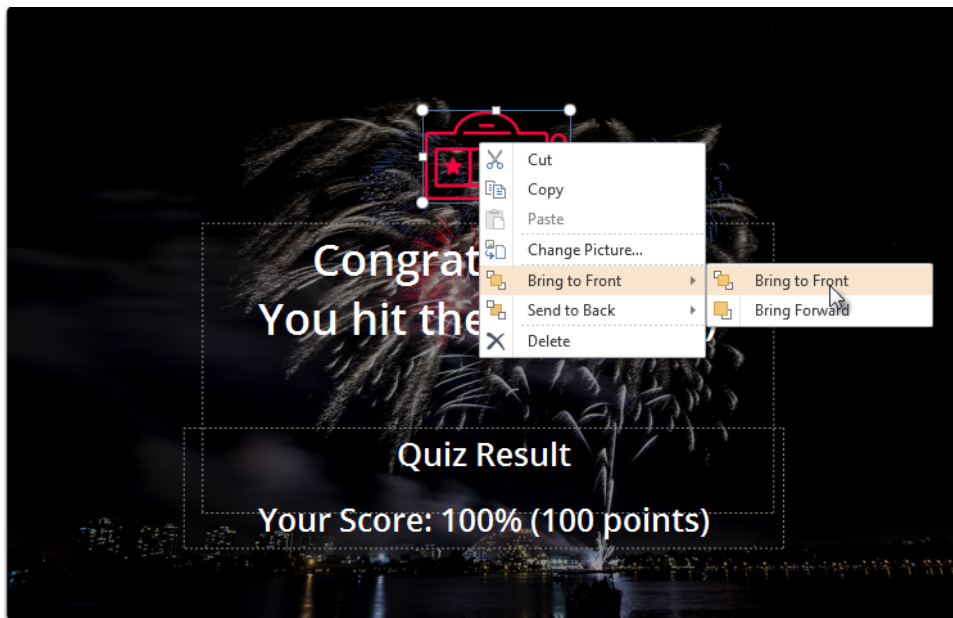 Congrat
You hit the
Cut
Copy
Paste
Change Picture...
Bring to Front
Send to Back
Delete
Bring to Front
Bring Forward
Quiz Result
Your Score: 100% (100 points)